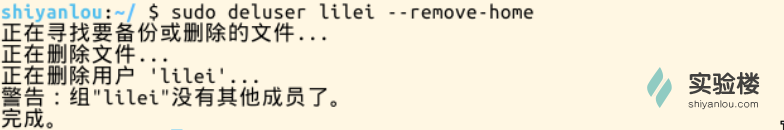 shiyanlou:~/ $ sudo deluser lilei --remove-home
正在寻找要备份或删除的文件...
正在删除文件...
正在删除用户 'lilei'...
警告：组"lilei"没有其他成员了。
完成。
实验楼
shiyanlou.com